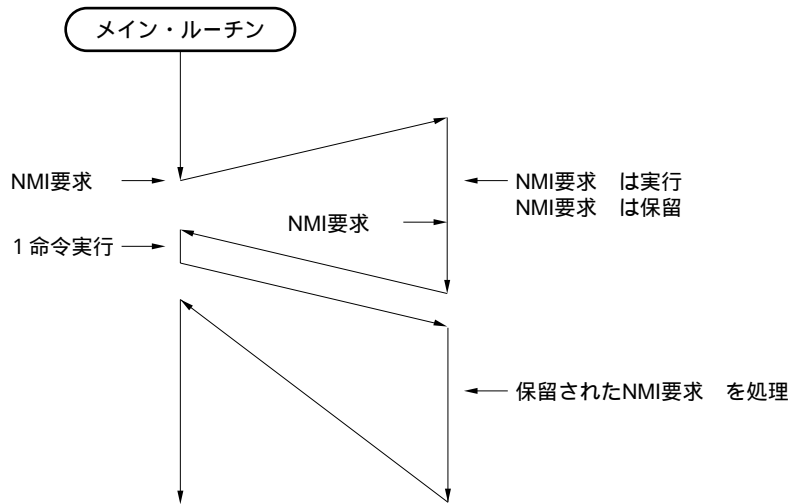 メイン・ルーチン
NMI要求
NMI要求　は実行
NMI要求　は保留
NMI要求
1命令実行
保留されたNMI要求　を処理